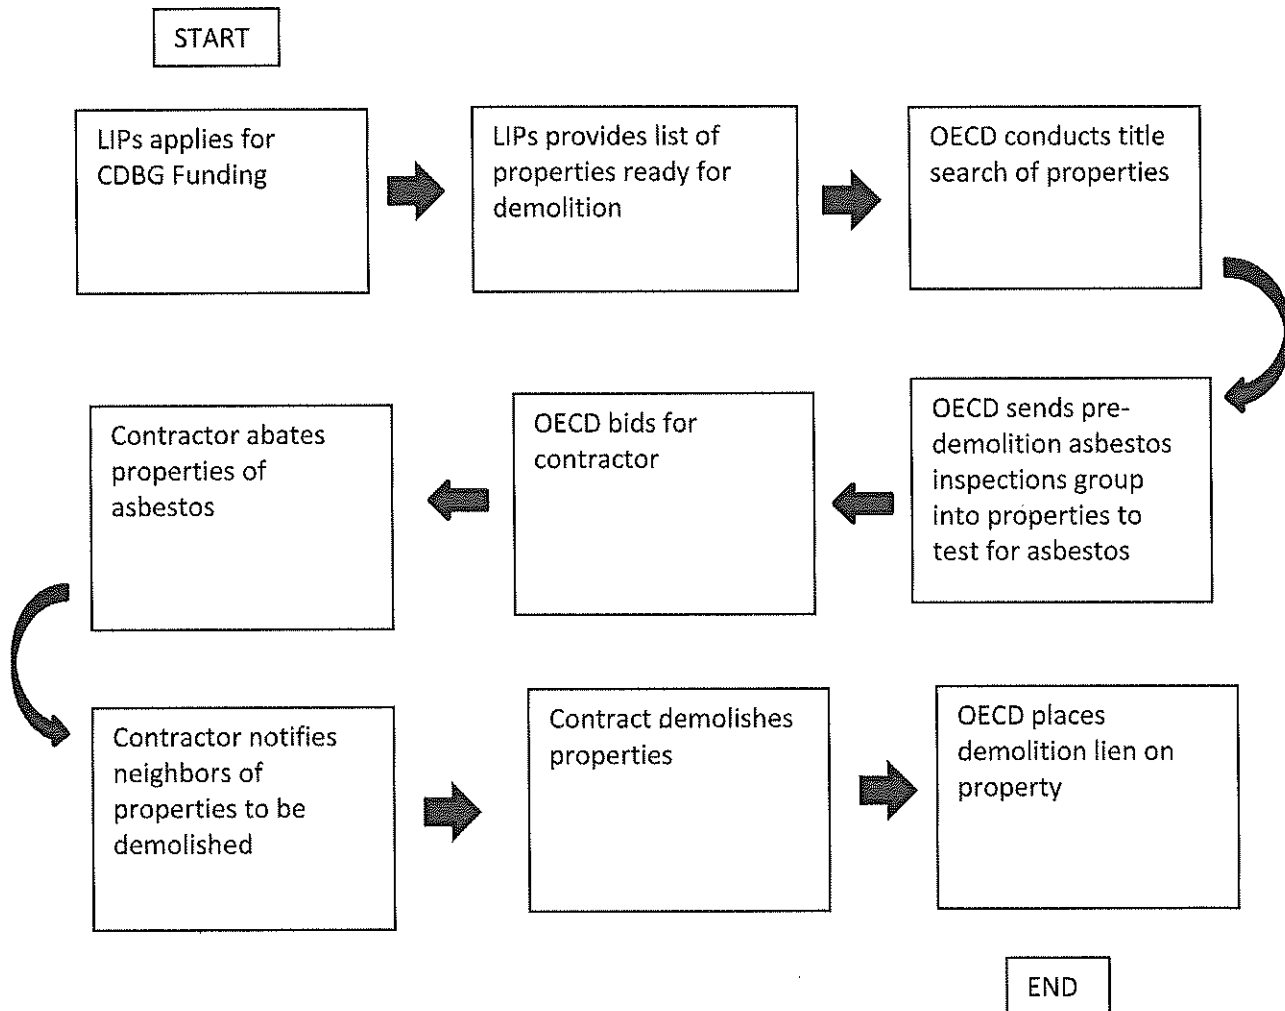 START
LIPs applies for
CDBG Funding
LIPs provides list of
properties ready for
demolition
OECD conducts title
search of properties
OECD sends pre-
demolition asbestos
inspections group
into properties to
test for asbestos
OECD bids for
contractor
Contractor abates
properties of
asbestos
Contractor notifies
neighbors of
properties to be
demolished
Contract demolishes
properties
OECD places
demolition lien on
property
END